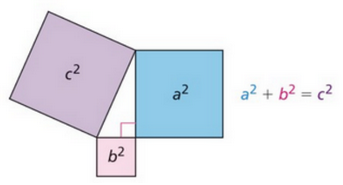 c²
a²
a² + b² = c²
b²